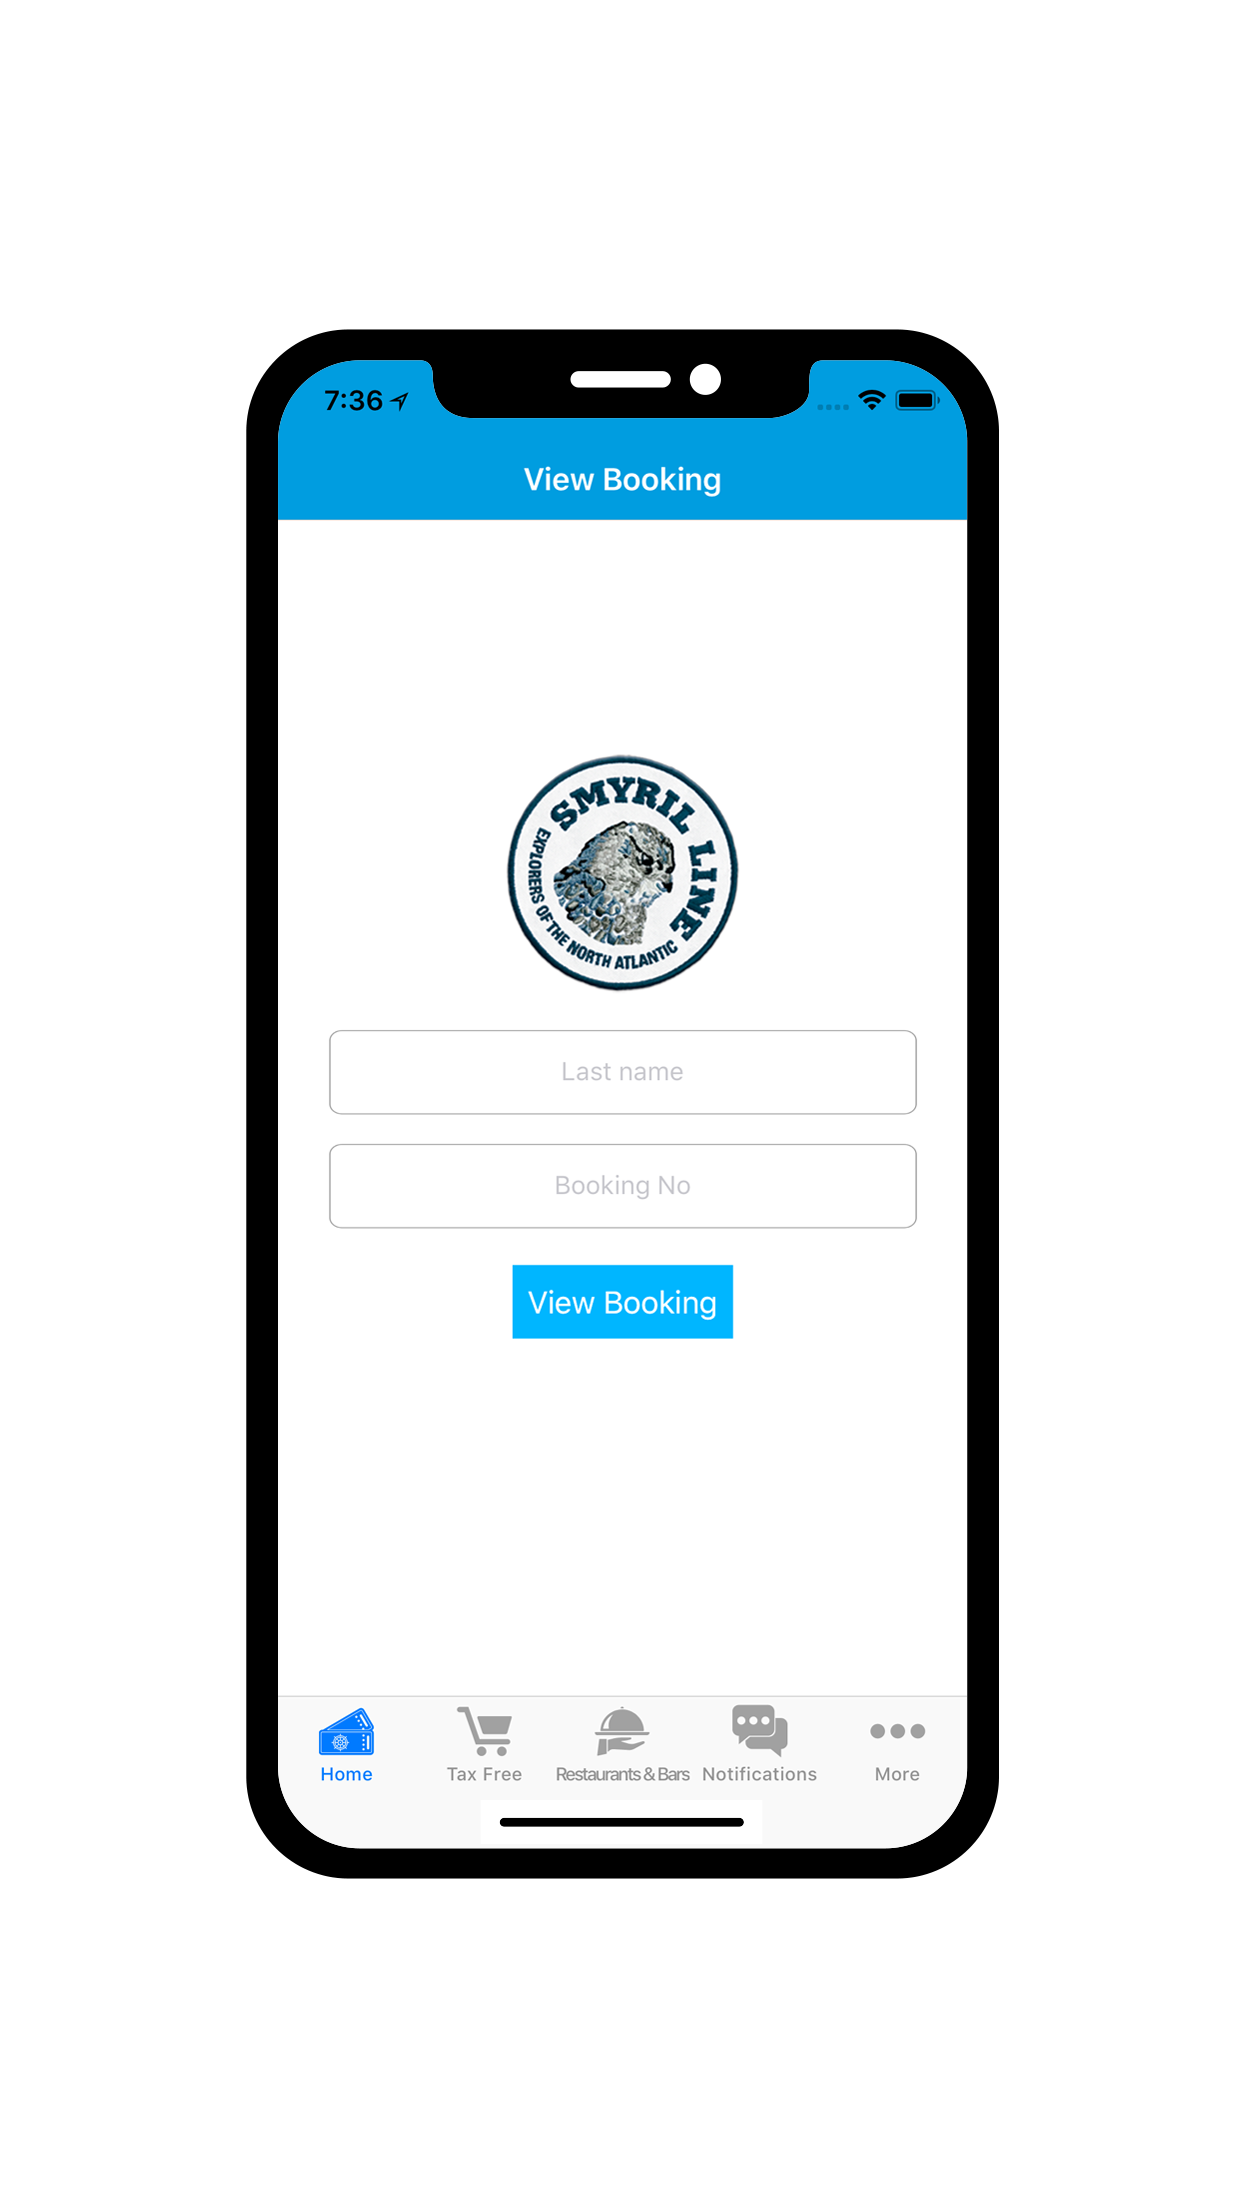 7:36
View Booking
SMYRIL LINE
EXPLORERS OF THE NORTH ATLANTIC
Last name
Booking No
View Booking
Home
Tax Free
Restaurants & Bars
Notifications
More